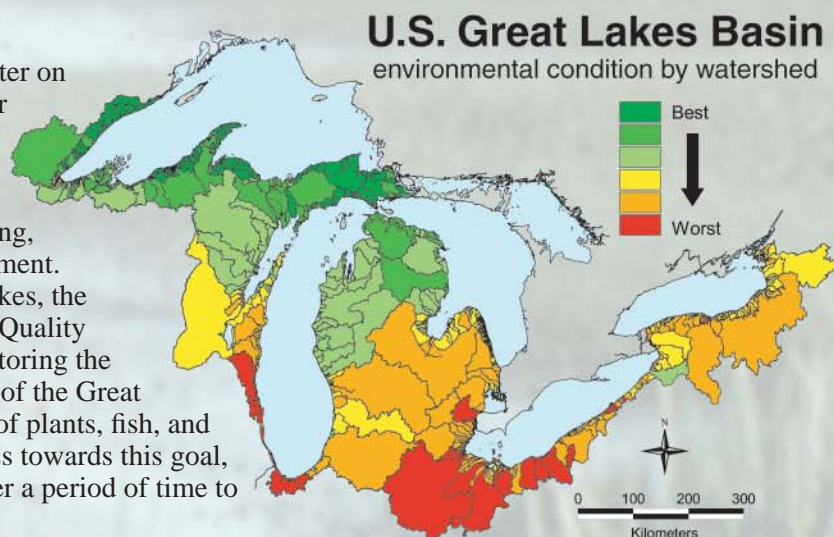 U.S. Great Lakes Basin
environmental condition by watershed
Best
Worst
ter on
r
ng,
ment.
kes, the
Quality
toring the
of the Great
of plants, fish, and
s towards this goal,
er a period of time to
N
0 100 200 300
Kilometers